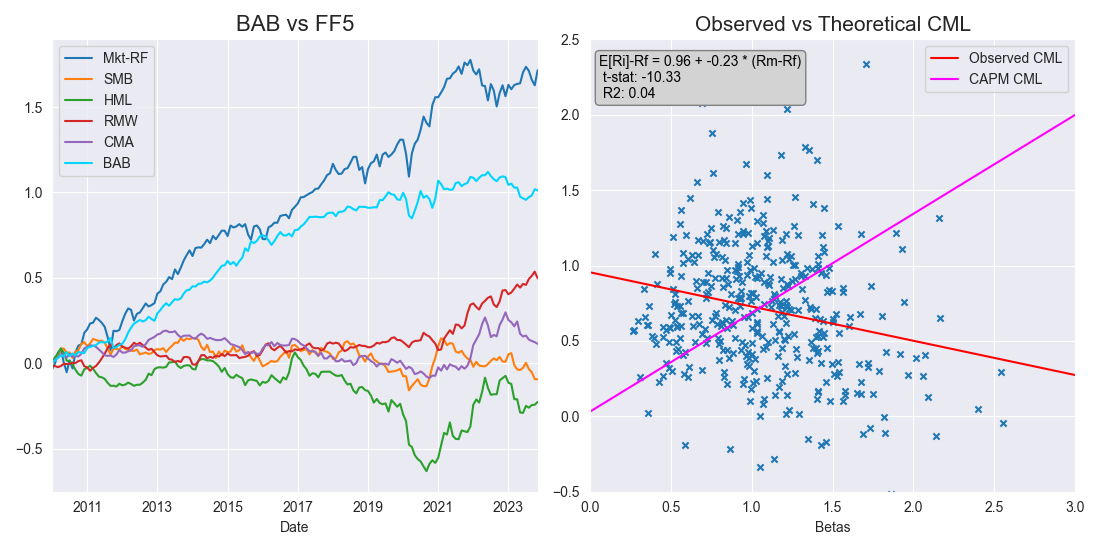 BAB vs FF5
Mkt-RF
SMB
HML
RMW
CMA
BAB
1.5
1.0
0.5
0.0
−0.5
2011
2013
2015
2017
2019
2021
2023
Date
Observed vs Theoretical CML
E[Ri]-Rf = 0.96 + -0.23 * (Rm-Rf)
t-stat: -10.33
R2: 0.04
Observed CML
CAPM CML
2.5
2.0
1.5
1.0
0.5
0.0
−0.5
0.0
0.5
1.0
1.5
2.0
2.5
3.0
Betas